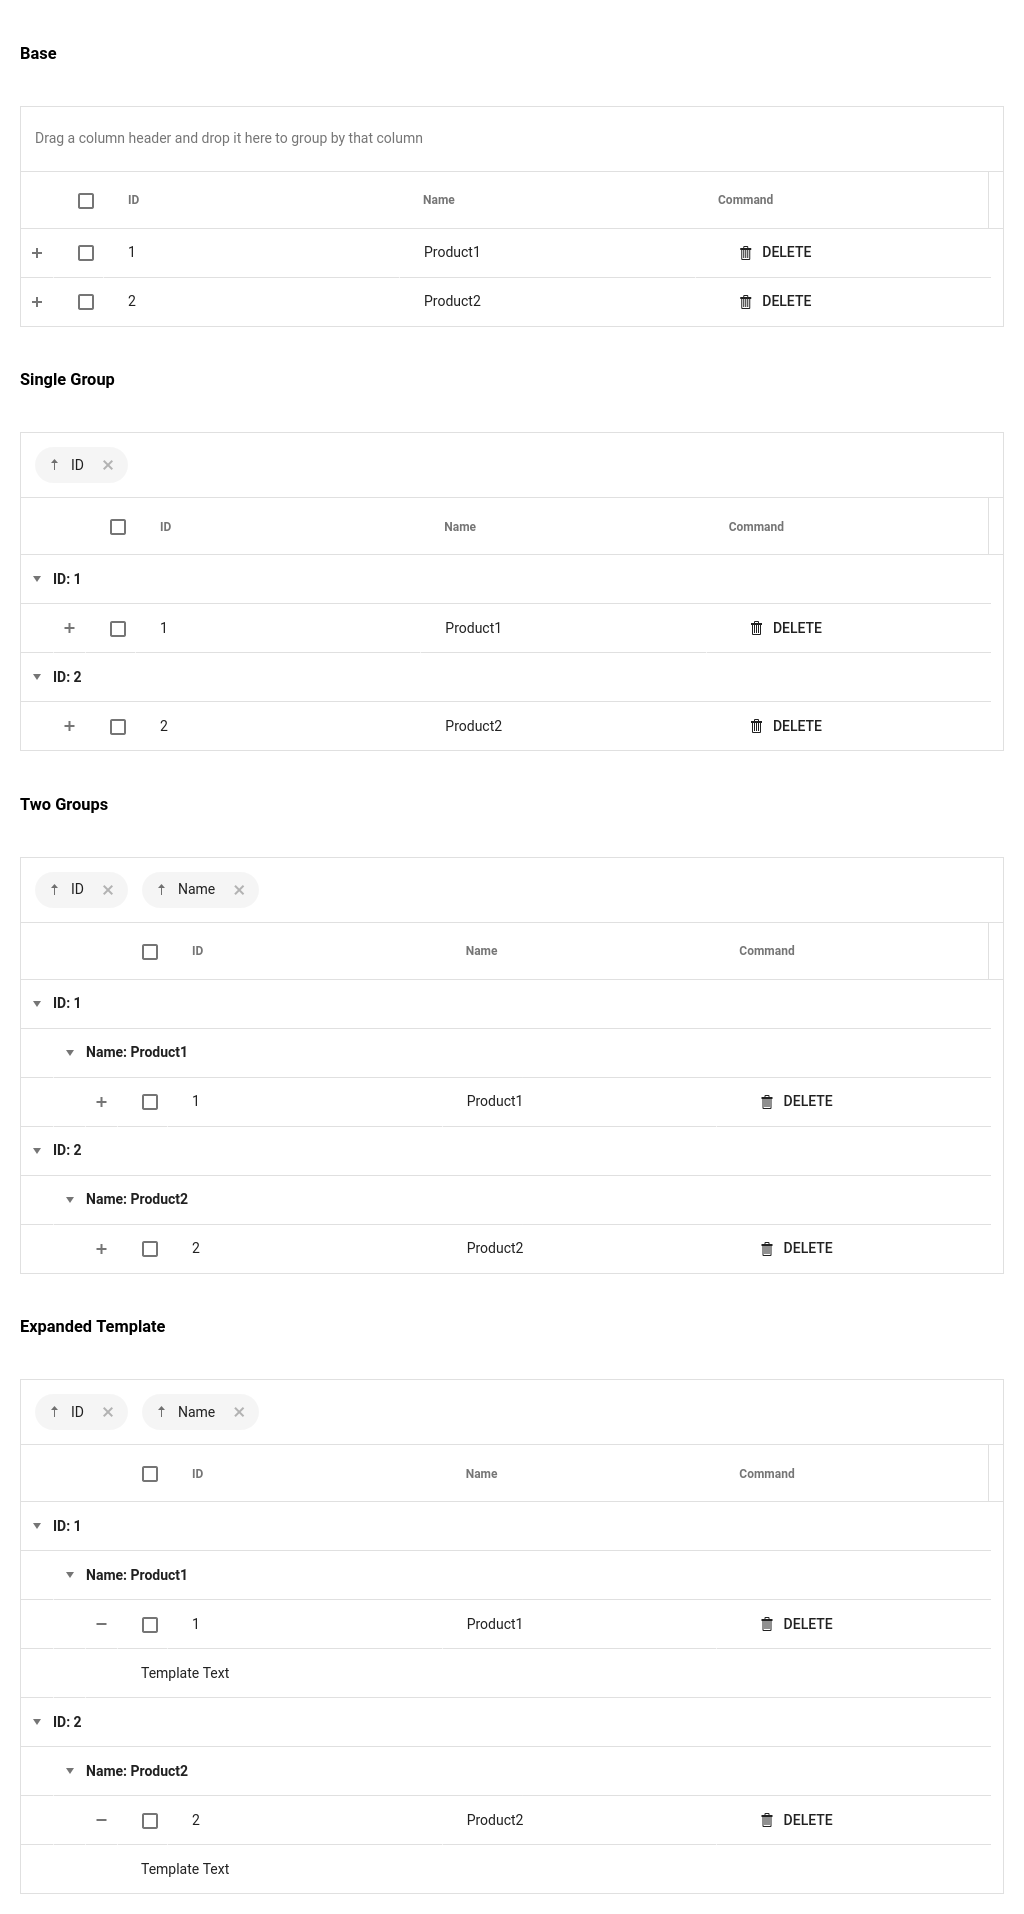 Base
Drag a column header and drop it here to group by that column
ID Name Command
1 Product1 DELETE
2 Product2 DELETE
Single Group
ID
ID Name Command
ID: 1
1 Product1 DELETE
ID: 2
2 Product2 DELETE
Two Groups
ID Name
ID Name Command
ID: 1
Name: Product1
1 Product1 DELETE
ID: 2
Name: Product2
2 Product2 DELETE
Expanded Template
ID Name
ID Name Command
ID: 1
Name: Product1
1 Product1 DELETE
Template Text
ID: 2
Name: Product2
2 Product2 DELETE
Template Text